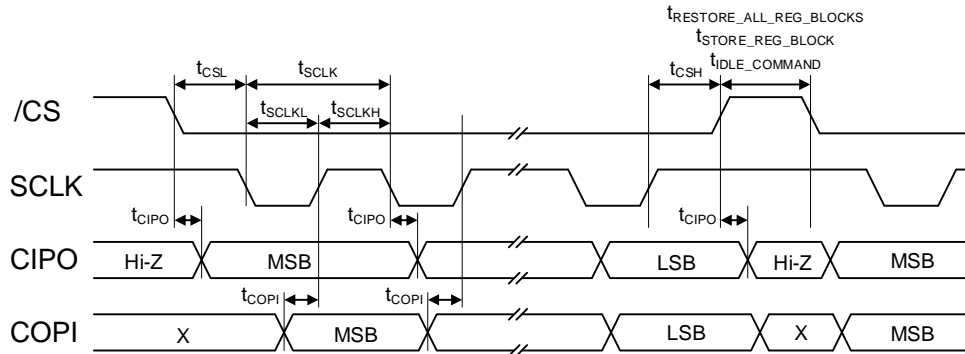 tRESTORE_ALL_REG_BLOCKS
tSTORE_REG_BLOCK
tIDLE_COMMAND
tCSL tSCLK tCSH
/CS tSCLKL tSCLKH
SCLK
tCIPO tCIPO tCIPO
CIPO Hi-Z MSB LSB Hi-Z MSB
tCOPI tCOPI
COPI X MSB LSB X MSB